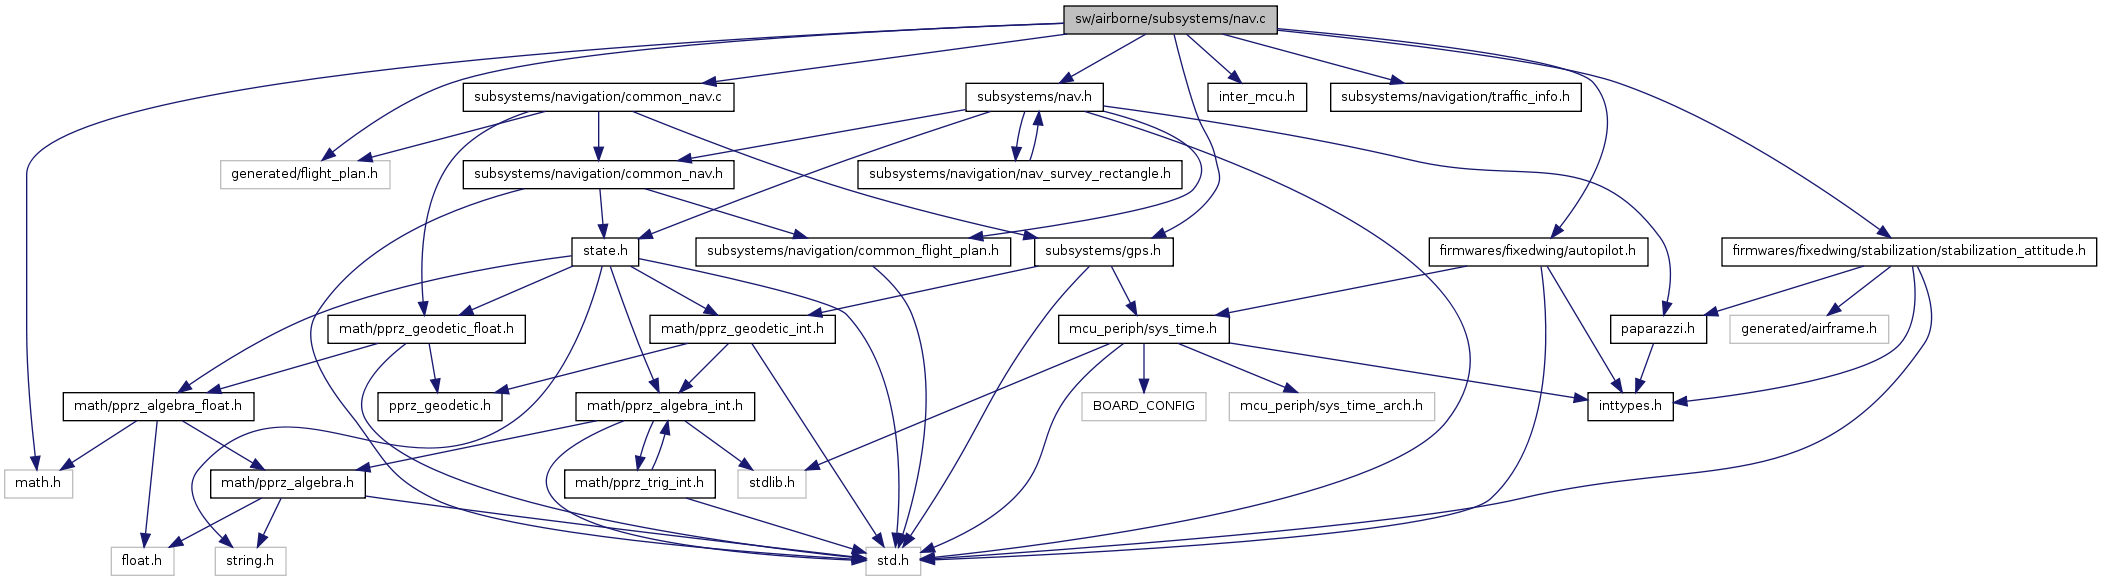 sw/airborne/subsystems/nav.c
subsystems/navigation/common_nav.c
subsystems/nav.h
inter_mcu.h
subsystems/navigation/traffic_info.h
generated/flight_plan.h
subsystems/navigation/common_nav.h
subsystems/navigation/nav_survey_rectangle.h
state.h
subsystems/navigation/common_flight_plan.h
subsystems/gps.h
firmwares/fixedwing/autopilot.h
firmwares/fixedwing/stabilization/stabilization_attitude.h
math/pprz_geodetic_float.h
math/pprz_geodetic_int.h
mcu_periph/sys_time.h
paparazzi.h
generated/airframe.h
math/pprz_algebra_float.h
pprz_geodetic.h
math/pprz_algebra_int.h
BOARD_CONFIG
mcu_periph/sys_time_arch.h
inttypes.h
math.h
math/pprz_algebra.h
math/pprz_trig_int.h
stdlib.h
float.h
string.h
std.h